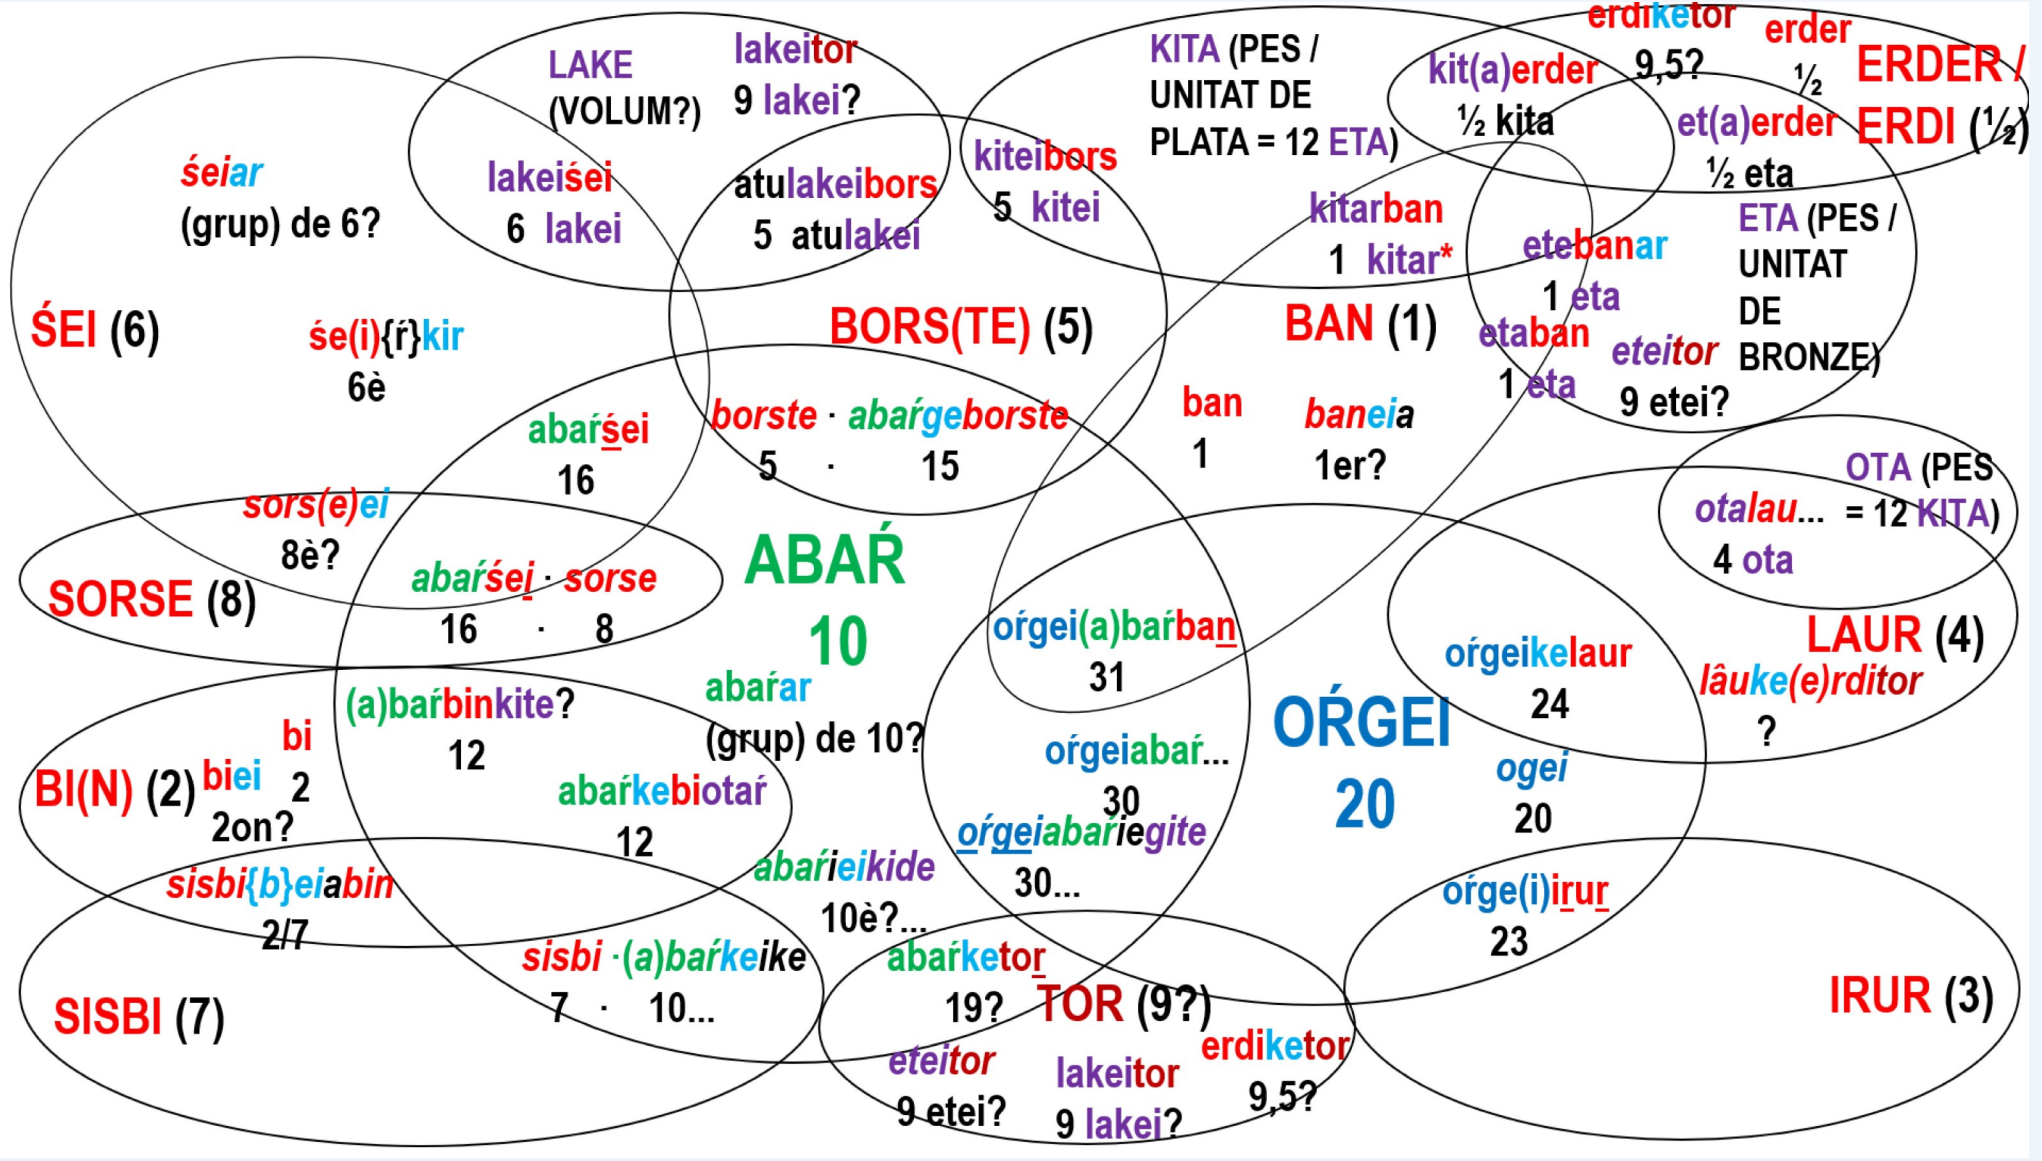 LAKE
(VOLUM?)
lakeitor
9 lakei?
lakeiśei
6 lakei
atulakeibors
5 atulakei
KITA (PES /
UNITAT DE
PLATA = 12 ETA)
kiteibors
5 kitei
kitarban
1 kitar*
kit(a)erder
½ kita
erdiketor
9,5?
erder
½
ERDER /
ERDI (½)
et(a)erder
½ eta
ETA (PES /
UNITAT
DE
BRONZE)
etebanar
1 eta
etaban
1 eta
eteitor
9 etei?
śeiar
(grup) de 6?
ŚEI (6)
śe(i){ŕ}kir
6è
BORS(TE) (5)
borste · abaŕgeborste
5 · 15
BAN (1)
ban
1
baneia
1er?
abaŕśei
16
OTA (PES
= 12 KITA)
otalau...
4 ota
sors(e)ei
8è?
SORSE (8)
abaŕśei · sorse
16 · 8
ABAŔ
10
abaŕar
(grup) de 10?
oŕgei(a)baŕban
31
oŕgeiabaŕ...
30
oŕgeiabaŕiegite
30...
OŔGEI
20
oŕgeikelaur
24
ogei
20
LAUR (4)
lâuke(e)rditor
?
BI(N) (2)
bi
2
biei
2on?
(a)baŕbinkite?
12
abaŕkebiotaŕ
12
abaŕieikide
10è?...
sisbi{b}eiabin
2/7
SISBI (7)
sisbi ·(a)baŕkeike
7 · 10...
abaŕketor
19?
TOR (9?)
eteitor
9 etei?
lakeitor
9 lakei?
erdiketor
9,5?
oŕge(i)irur
23
IRUR (3)